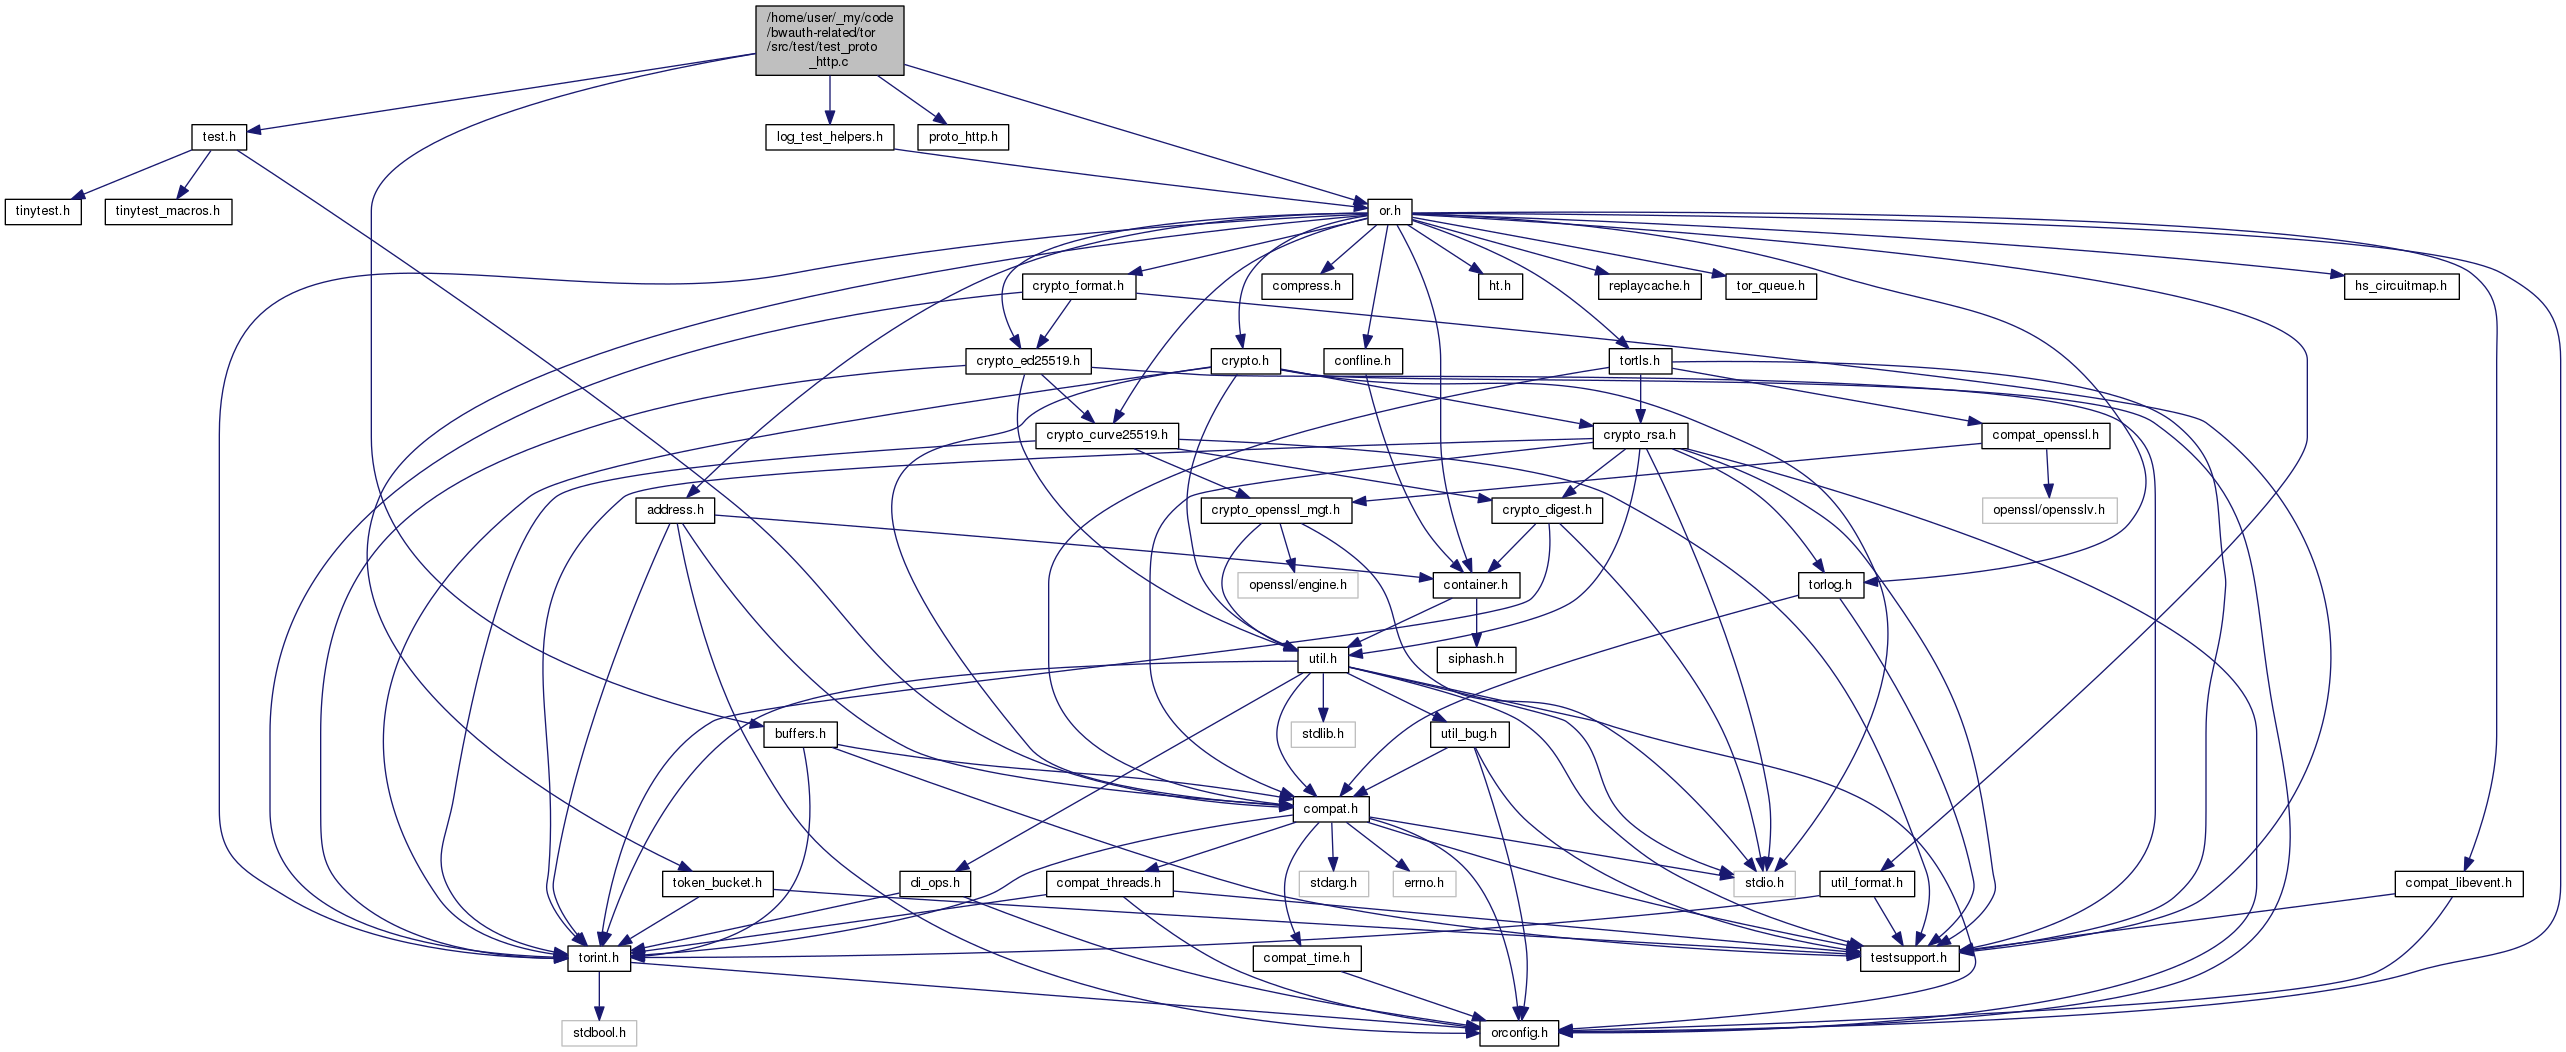 /home/user/_my/code
/bwauth-related/tor
/src/test/test_proto
_http.c
test.h
log_test_helpers.h
proto_http.h
tinytest.h
tinytest_macros.h
or.h
crypto_format.h
compress.h
ht.h
replaycache.h
tor_queue.h
hs_circuitmap.h
crypto_ed25519.h
crypto.h
confline.h
tortls.h
crypto_curve25519.h
crypto_rsa.h
compat_openssl.h
address.h
crypto_openssl_mgt.h
crypto_digest.h
openssl/opensslv.h
openssl/engine.h
container.h
torlog.h
util.h
siphash.h
buffers.h
stdlib.h
util_bug.h
compat.h
token_bucket.h
di_ops.h
compat_threads.h
stdarg.h
errno.h
stdio.h
util_format.h
compat_libevent.h
torint.h
compat_time.h
testsupport.h
stdbool.h
orconfig.h